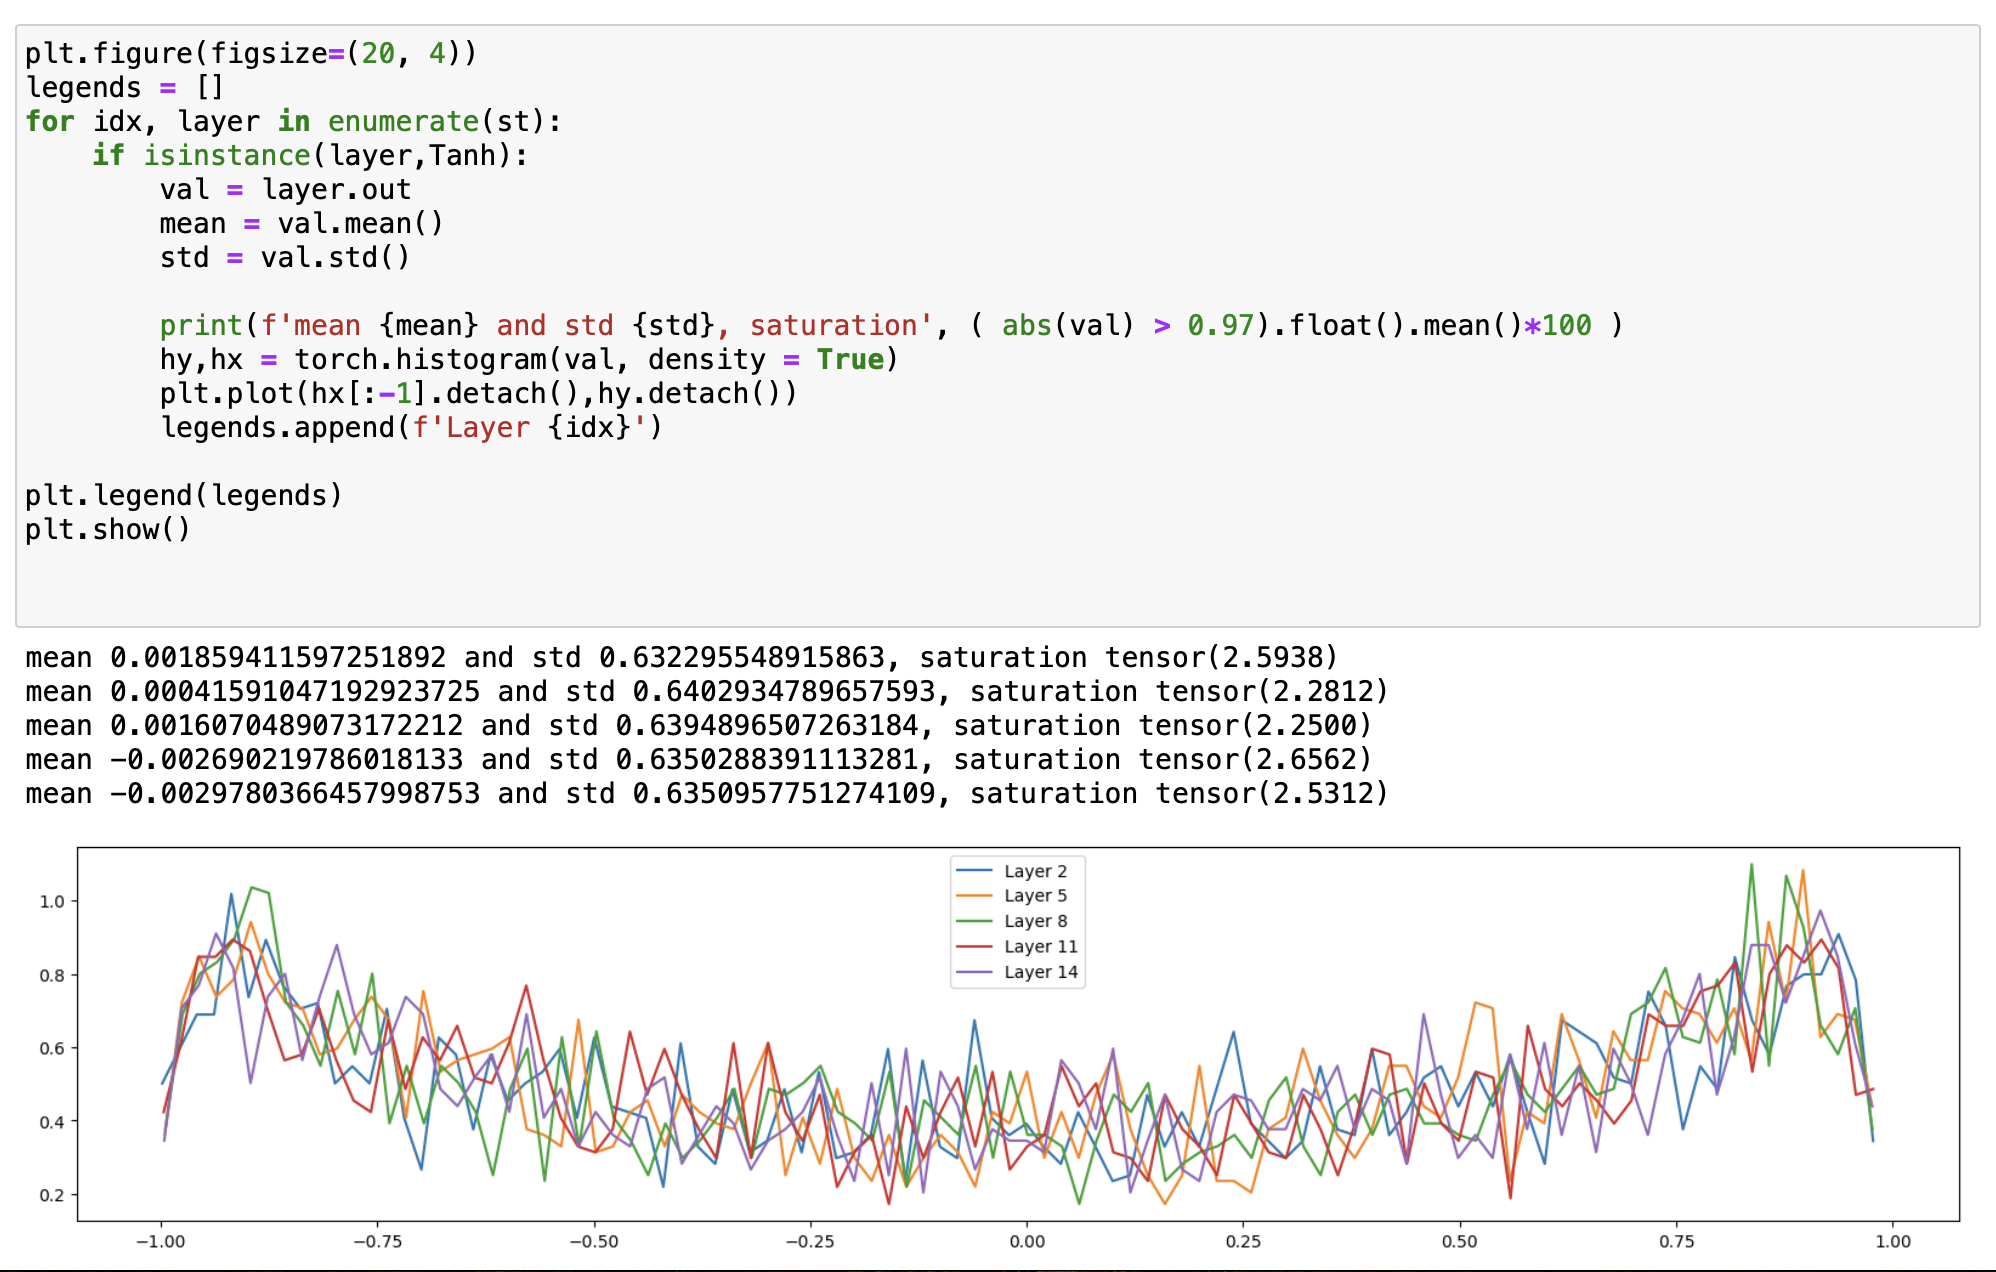 plt.figure(figsize=(20, 4))
legends = []
for idx, layer in enumerate(st):
    if isinstance(layer,Tanh):
        val = layer.out
        mean = val.mean()
        std = val.std()
        print(f'mean {mean} and std {std}, saturation', ( abs(val) > 0.97).float().mean()*100 )
        hy,hx = torch.histogram(val, density = True)
        plt.plot(hx[:-1].detach(),hy.detach())
        legends.append(f'Layer {idx}')
plt.legend(legends)
plt.show()
mean 0.001859411597251892 and std 0.632295548915863, saturation tensor(2.5938)
mean 0.00041591047192923725 and std 0.6402934789657593, saturation tensor(2.2812)
mean 0.0016070489073172212 and std 0.6394896507263184, saturation tensor(2.2500)
mean -0.002690219786018133 and std 0.6350288391113281, saturation tensor(2.6562)
mean -0.0029780366457998753 and std 0.6350957751274109, saturation tensor(2.5312)
Layer 2
Layer 5
Layer 8
Layer 11
Layer 14
1.0
0.8
0.6
0.4
0.2
−1.00 −0.75 −0.50 −0.25 0.00 0.25 0.50 0.75 1.00